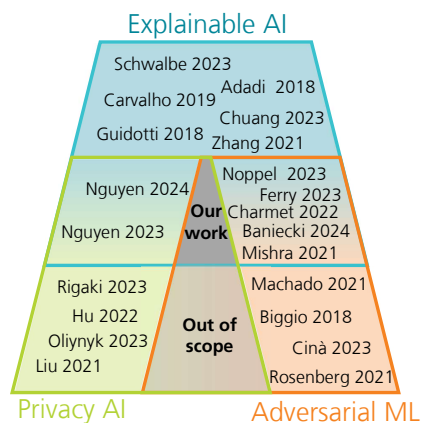 Explainable AI
Schwalbe 2023
Adadi 2018
Carvalho 2019
Chuang 2023
Guidotti 2018
Zhang 2021
Nguyen 2024
Nguyen 2023
Our
work
Noppel 2023
Ferry 2023
Charmet 2022
Baniecki 2024
Mishra 2021
Rigaki 2023
Hu 2022
Oliynyk 2023
Liu 2021
Out of
scope
Machado 2021
Biggio 2018
Cinà 2023
Rosenberg 2021
Privacy AI
Adversarial ML